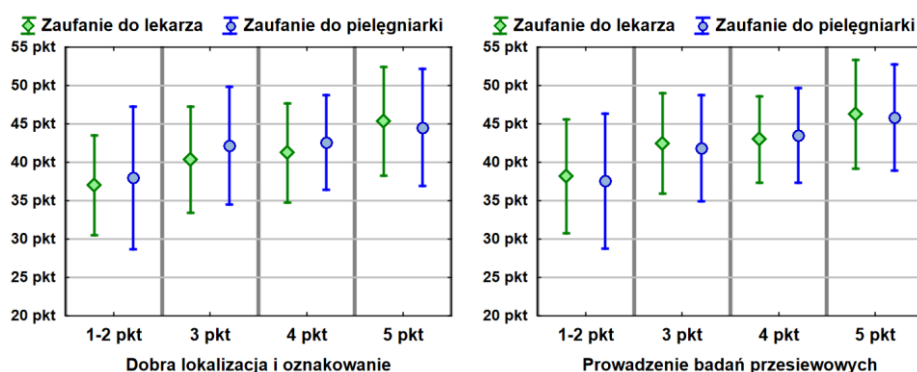 Zaufanie do lekarza Zaufanie do pielęgniarki
55 pkt
50 pkt
45 pkt
40 pkt
35 pkt
30 pkt
25 pkt
20 pkt
1-2 pkt 3 pkt 4 pkt 5 pkt
Dobra lokalizacja i oznakowanie
Zaufanie do lekarza Zaufanie do pielęgniarki
55 pkt
50 pkt
45 pkt
40 pkt
35 pkt
30 pkt
25 pkt
20 pkt
1-2 pkt 3 pkt 4 pkt 5 pkt
Prowadzenie badań przesiewowych